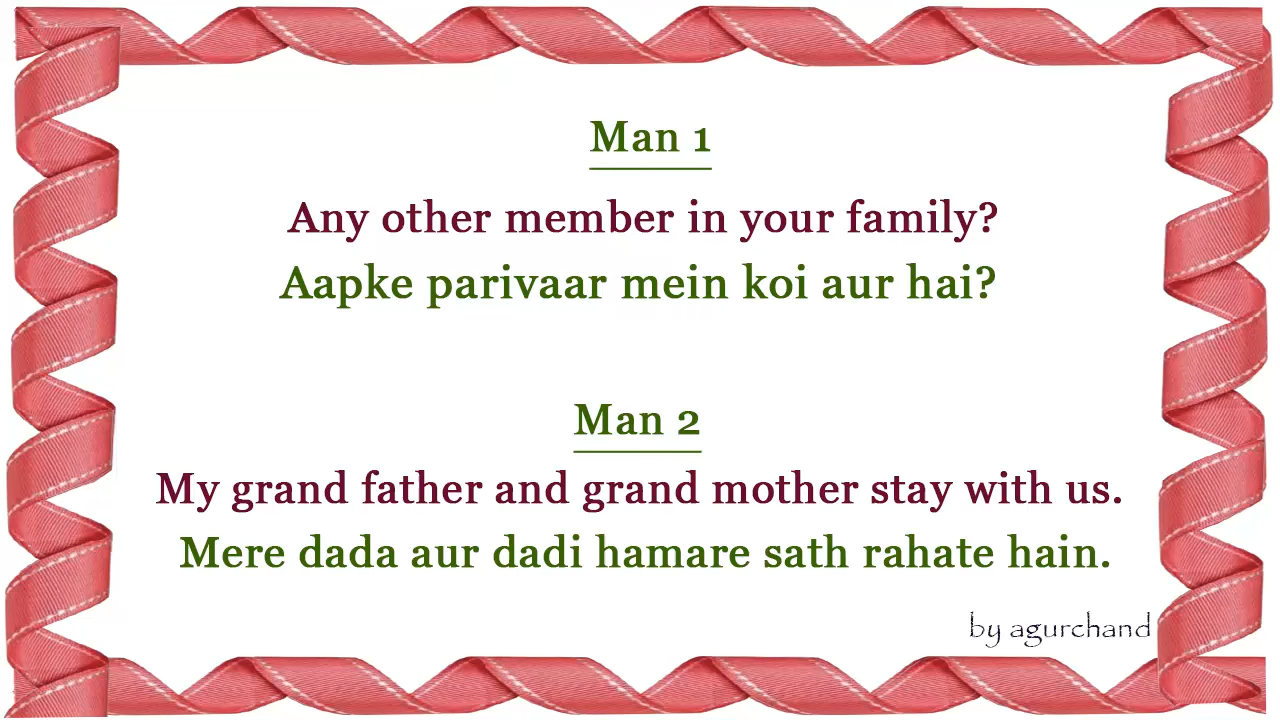 Man 1
Any other member in your family?
Aapke parivaar mein koi aur hai?
Man 2
My grand father and grand mother stay with us.
Mere dada aur dadi hamare sath rahate hain.
by agurchand